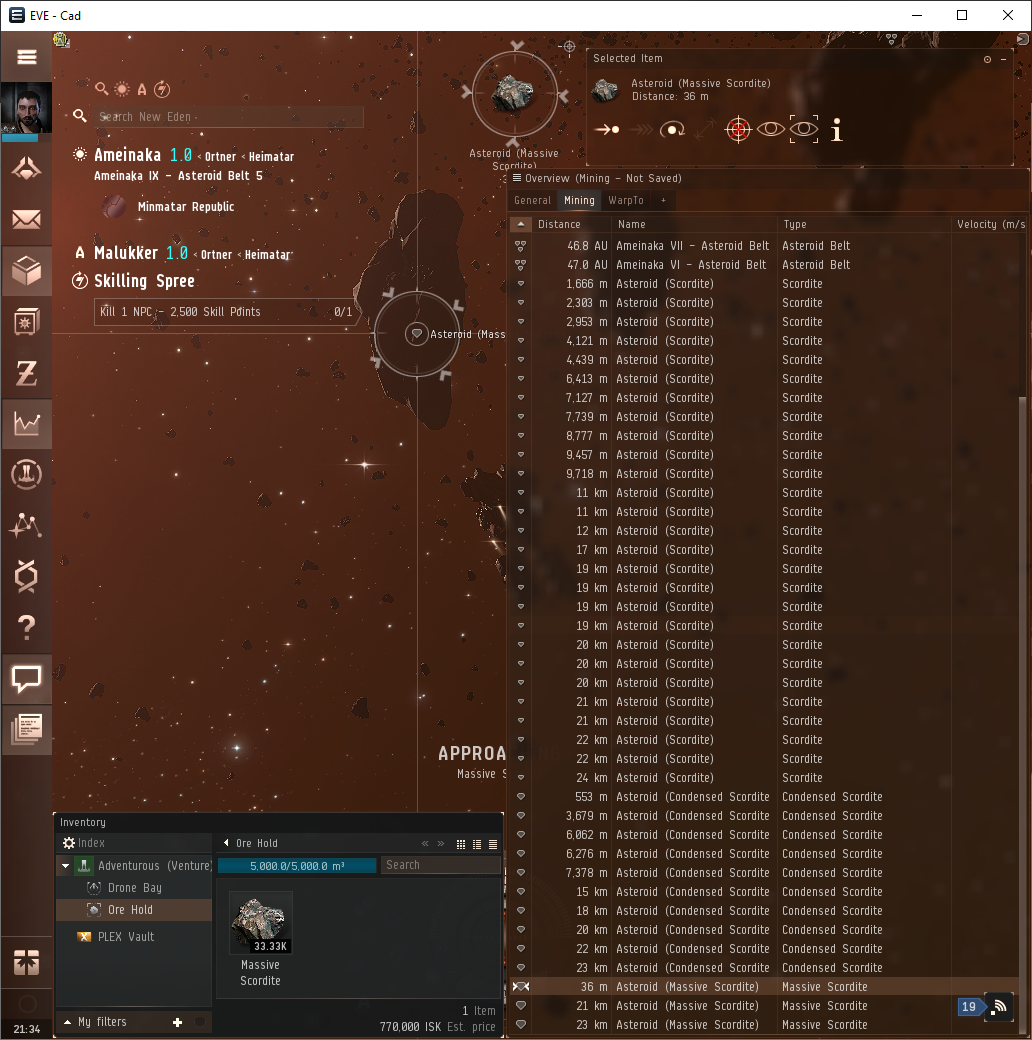 EVE - Cad
Search New Eden
Ameinaka 1.0 < Ortner < Heimatar
Ameinaka IX - Asteroid Belt 5
Minmatar Republic
Malukker 1.0 < Ortner < Heimatar
Skilling Spree
Kill 1 NPC - 2,500 Skill Points 0/1
Asteroid (Massive
Scordite)
Asteroid (Mass
APPROA
Massive S
Selected Item
Asteroid (Massive Scordite)
Distance: 36 m
Overview (Mining - Not Saved)
General Mining WarpTo +
Distance Name Type Velocity (m/s
46.8 AU Ameinaka VII - Asteroid Belt Asteroid Belt
47.0 AU Ameinaka VI - Asteroid Belt Asteroid Belt
1,666 m Asteroid (Scordite) Scordite
2,303 m Asteroid (Scordite) Scordite
2,953 m Asteroid (Scordite) Scordite
4,121 m Asteroid (Scordite) Scordite
4,439 m Asteroid (Scordite) Scordite
6,413 m Asteroid (Scordite) Scordite
7,127 m Asteroid (Scordite) Scordite
7,739 m Asteroid (Scordite) Scordite
8,777 m Asteroid (Scordite) Scordite
9,457 m Asteroid (Scordite) Scordite
9,718 m Asteroid (Scordite) Scordite
11 km Asteroid (Scordite) Scordite
11 km Asteroid (Scordite) Scordite
12 km Asteroid (Scordite) Scordite
17 km Asteroid (Scordite) Scordite
19 km Asteroid (Scordite) Scordite
19 km Asteroid (Scordite) Scordite
19 km Asteroid (Scordite) Scordite
19 km Asteroid (Scordite) Scordite
20 km Asteroid (Scordite) Scordite
20 km Asteroid (Scordite) Scordite
20 km Asteroid (Scordite) Scordite
21 km Asteroid (Scordite) Scordite
21 km Asteroid (Scordite) Scordite
22 km Asteroid (Scordite) Scordite
22 km Asteroid (Scordite) Scordite
24 km Asteroid (Scordite) Scordite
553 m Asteroid (Condensed Scordite Condensed Scordite
3,679 m Asteroid (Condensed Scordite Condensed Scordite
6,062 m Asteroid (Condensed Scordite Condensed Scordite
6,276 m Asteroid (Condensed Scordite Condensed Scordite
7,378 m Asteroid (Condensed Scordite Condensed Scordite
15 km Asteroid (Condensed Scordite Condensed Scordite
18 km Asteroid (Condensed Scordite Condensed Scordite
20 km Asteroid (Condensed Scordite Condensed Scordite
22 km Asteroid (Condensed Scordite Condensed Scordite
23 km Asteroid (Condensed Scordite Condensed Scordite
36 m Asteroid (Massive Scordite) Massive Scordite
21 km Asteroid (Massive Scordite) Massive Scordite
23 km Asteroid (Massive Scordite) Massive Scordite
19
Inventory
Index
Adventurous (Venture)
Drone Bay
Ore Hold
PLEX Vault
My filters +
Ore Hold
5,000.0/5,000.0 m³
Search
33.33K
Massive
Scordite
1 Item
770,000 ISK Est. price
21:34